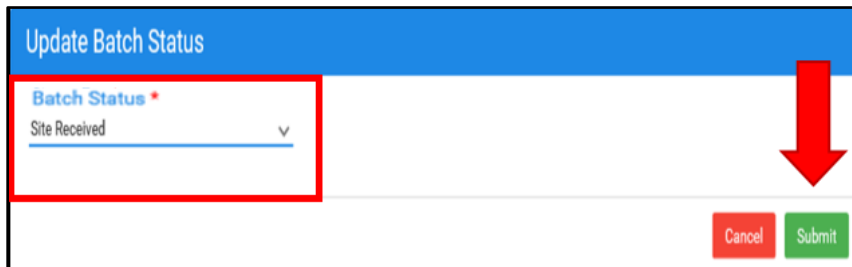 Update Batch Status
Batch Status *
Site Received
Cancel Submit